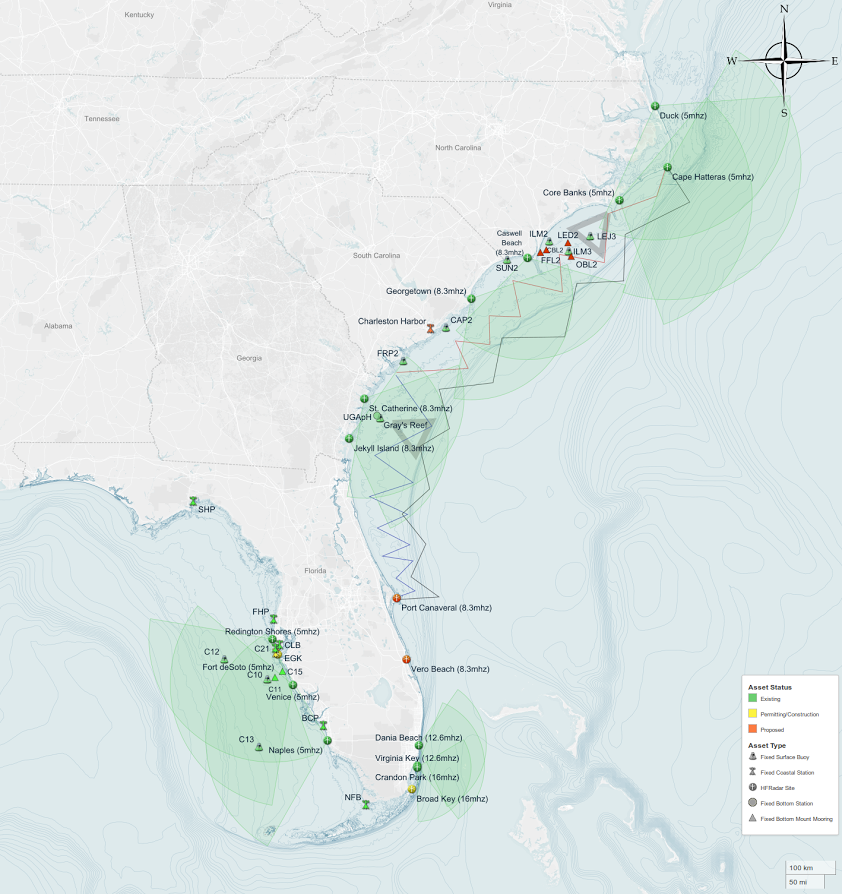 Kentucky
Virginia
N
W
E
S
Tennessee
Duck (5mhz)
North Carolina
Cape Hatteras (5mhz)
Core Banks (5mhz)
Caswell
Beach
(8.3mhz)
ILM2
LED2
LEJ3
CBL2
ILM3
FFL2
OBL2
SUN2
South Carolina
Georgetown (8.3mhz)
Charleston Harbor
CAP2
Alabama
Georgia
FRP2
St. Catherine (8.3mhz)
UGApH
Gray's Reef
Jekyll Island (8.3mhz)
SHP
Florida
Port Canaveral (8.3mhz)
FHP
Redington Shores (5mhz)
C21
CLB
C12
EGK
Fort deSoto (5mhz)
C10
C15
C11
Venice (5mhz)
Vero Beach (8.3mhz)
BCP
C13
Naples (5mhz)
Dania Beach (12.6mhz)
Virginia Key (12.6mhz)
Crandon Park (16mhz)
NFB
Broad Key (16mhz)
Asset Status
Existing
Permitting/Construction
Proposed
Asset Type
Fixed Surface Buoy
Fixed Coastal Station
HFRadar Site
Fixed Bottom Station
Fixed Bottom Mount Mooring
100 km
50 mi